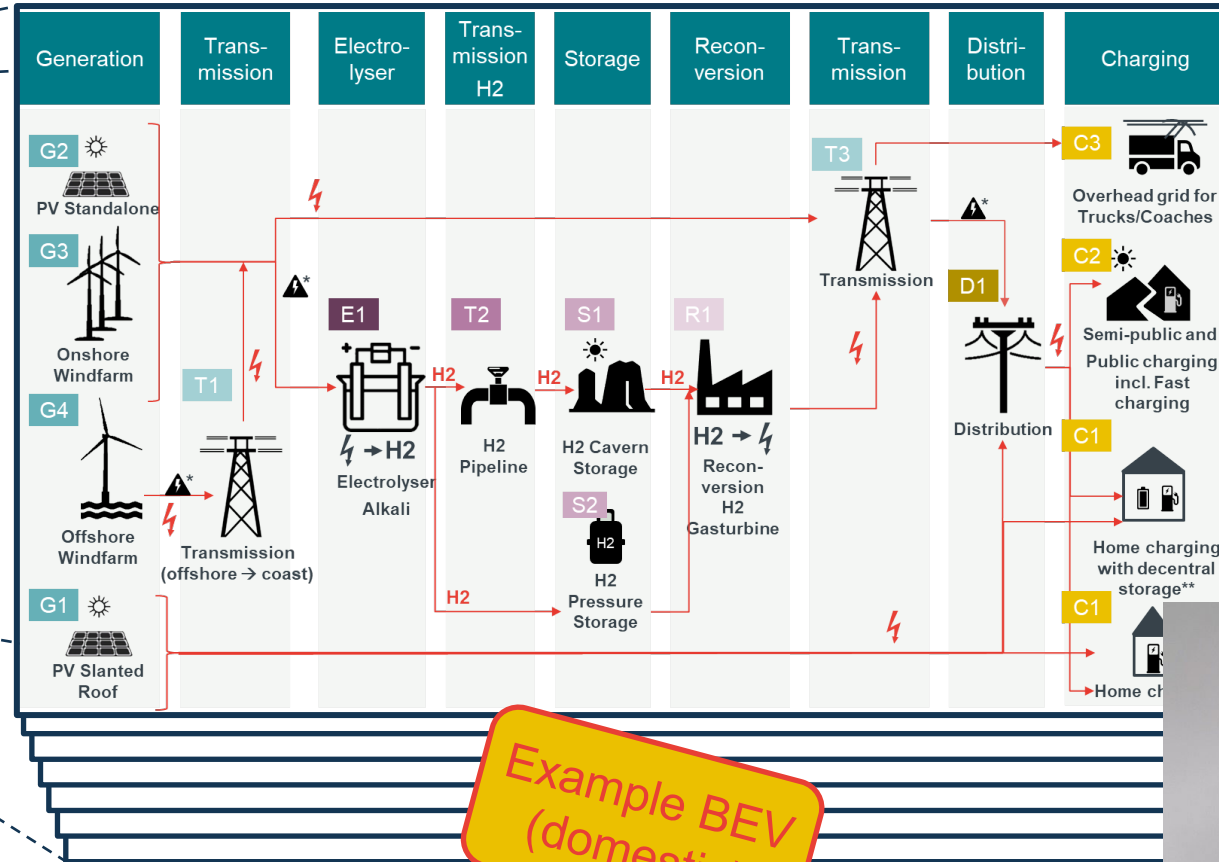 Generation
Trans-
mission
Electro-
lyser
Trans-
mission
H2
Storage
Recon-
version
Trans-
mission
Distri-
bution
Charging
G2
PV Standalone
G3
Onshore
Windfarm
G4
Offshore
Windfarm
G1
PV Slanted
Roof
*
T1
Transmission
(offshore → coast)
*
E1
→ H2
Electrolyser
Alkali
H2
H2
T2
H2
Pipeline
H2
S1
H2 Cavern
Storage
S2
H2
H2
Pressure
Storage
H2
R1
H2 →
Recon-
version
H2
Gasturbine
T3
Transmission
*
D1
Distribution
C3
Overhead grid for
Trucks/Coaches
C2
Semi-public and
Public charging
incl. Fast
charging
C1
Home charging
with decentral
storage**
C1
Home
Example BEV